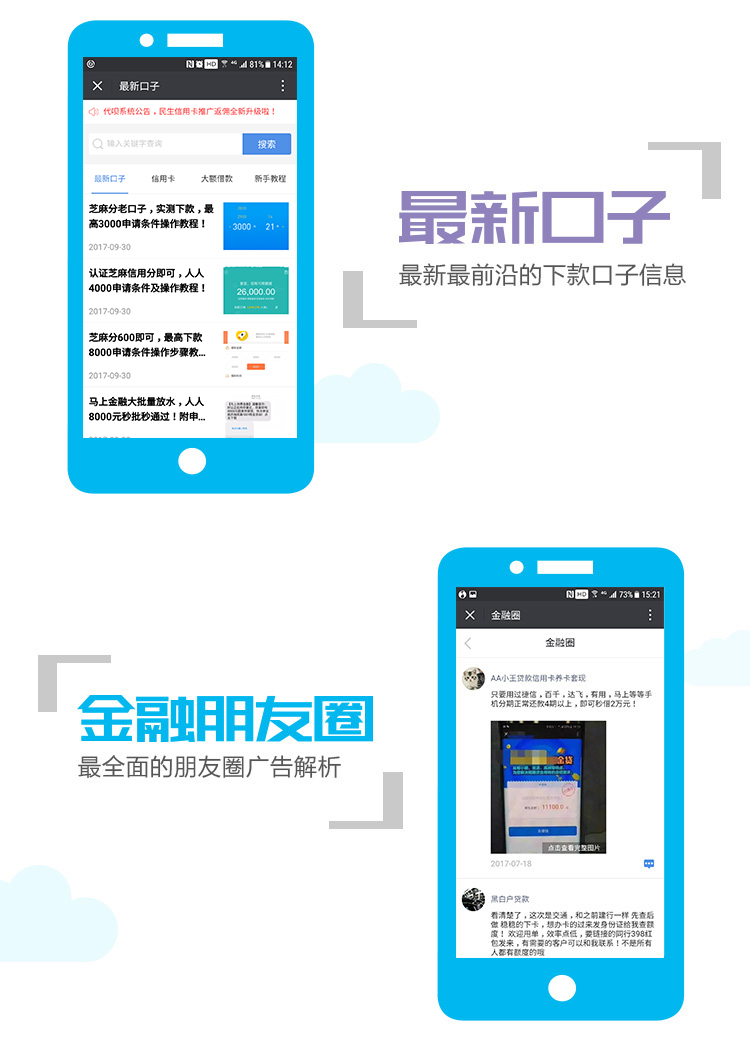 HD 4G 81% 14:12
最新口子
代呗系统公告，民生信用卡推广返佣全新升级啦！
输入关键字查询
搜索
最新口子 信用卡 大额借款 新手教程
芝麻分老口子，实测下款，最
高3000申请条件操作教程！
3000 21
2017-09-30
认证芝麻信用分即可，人人
4000申请条件及操作教程！
26,000.00
2017-09-30
芝麻分600即可，最高下款
8000申请条件操作步骤教...
2017-09-30
马上金融大批量放水，人人
8000元秒批秒通过！附申...
最新口子
最新最前沿的下款口子信息
HD 4G 73% 15:21
金融圈
金融圈
AA小王贷款信用卡养卡套现
只要用过捷信，百千，达飞，有用，马上等等手
机分期正常还款4期以上，即可秒借2万元！
金贷
11100.0
点击查看完整图片
2017-07-18
黑白户贷款
看清楚了，这次是交通，和之前建行一样 先查后
做 稳稳的下卡，想办卡的过来发身份证给我查额
度！ 欢迎甩单，效率点低，要链接的同行398红
包发来，有需要的客户可以和我联系！不是所有
人都有额度的哦
金融朋友圈
最全面的朋友圈广告解析